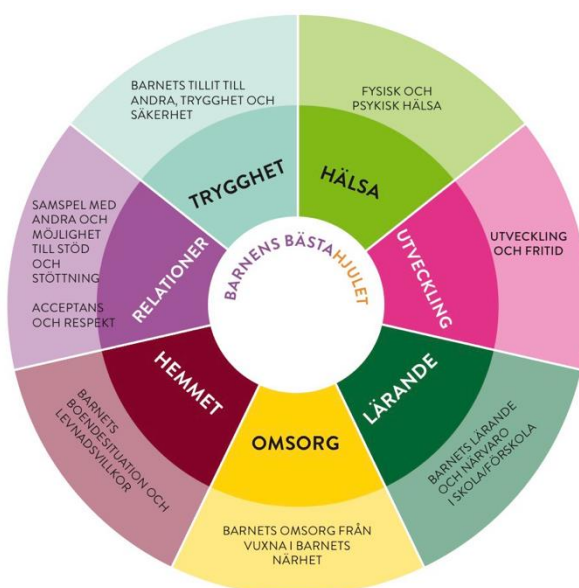 BARNENS BÄSTAHJULET
HÄLSA
FYSISK OCH
PSYKISK HÄLSA
UTVECKLING
UTVECKLING
OCH FRITID
LÄRANDE
BARNETS LÄRANDE
OCH NÄRVARO
I SKOLA/FÖRSKOLA
OMSORG
BARNETS OMSORG FRÅN
VUXNA I BARNETS
NÄRHET
HEMMET
BARNETS
BOENDESITUATION OCH
LEVNADSVILLKOR
RELATIONER
SAMSPEL MED
ANDRA OCH
MÖJLIGHET
TILL STÖD
OCH
STÖTTNING
ACCEPTANS
OCH RESPEKT
TRYGGHET
BARNETS TILLIT TILL
ANDRA, TRYGGHET OCH
SÄKERHET